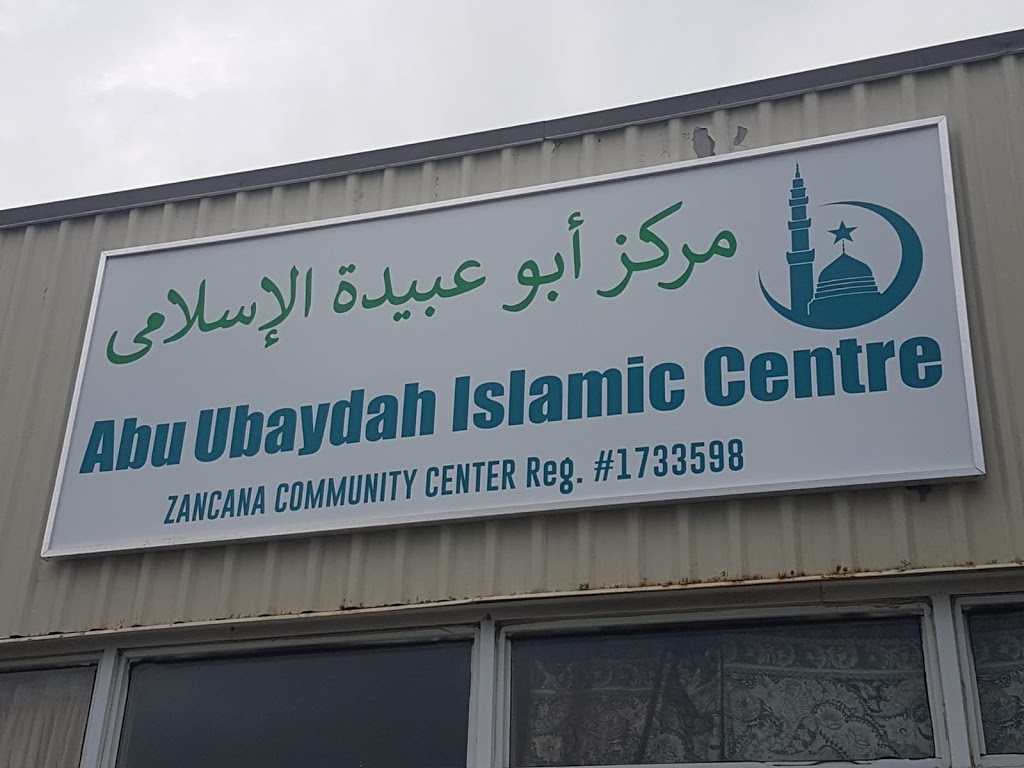 مركز أبو عبيدة الإسلامى
Abu Ubaydah Islamic Centre
ZANCANA COMMUNITY CENTER Reg. #1733598